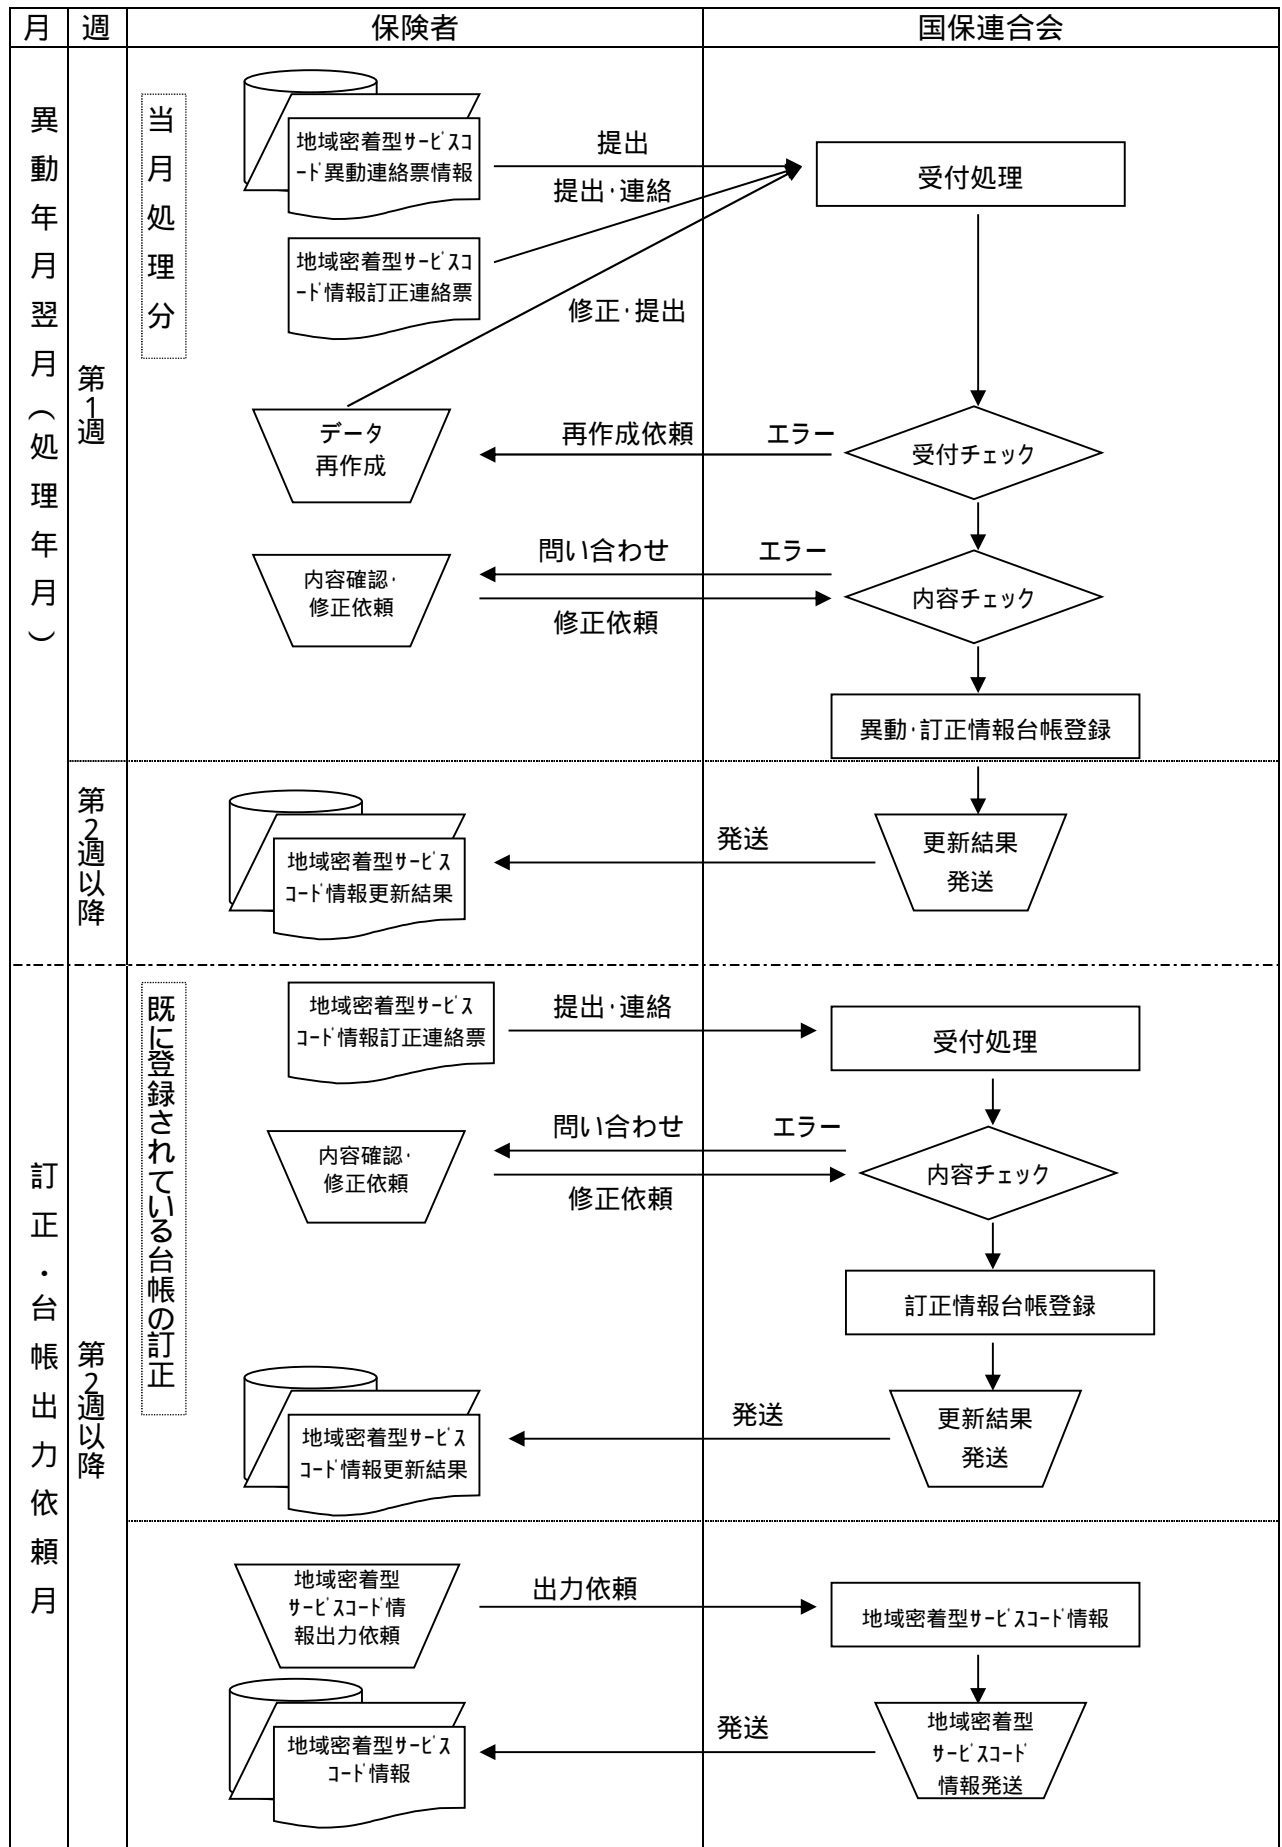 月 週 保険者 国保連合会
異動年月翌月(処理年月)
第1週
当月処理分
地域密着型ｻｰﾋﾞｽｺ
ｰﾄﾞ異動連絡票情報
提出
受付処理
提出・連絡
地域密着型ｻｰﾋﾞｽｺ
ｰﾄﾞ情報訂正連絡票
修正・提出
データ
再作成
再作成依頼
エラー
受付チェック
問い合わせ
エラー
内容確認・
修正依頼
内容チェック
修正依頼
異動・訂正情報台帳登録
第2週以降
地域密着型ｻｰﾋﾞｽ
ｺｰﾄﾞ情報更新結果
発送
更新結果
発送
訂正・台帳出力依頼月
第2週以降
既に登録されている台帳の訂正
地域密着型ｻｰﾋﾞｽ
ｺｰﾄﾞ情報訂正連絡票
提出・連絡
受付処理
問い合わせ
エラー
内容確認・
修正依頼
内容チェック
修正依頼
訂正情報台帳登録
地域密着型ｻｰﾋﾞｽ
ｺｰﾄﾞ情報更新結果
発送
更新結果
発送
地域密着型
ｻｰﾋﾞｽｺｰﾄﾞ情
報出力依頼
出力依頼
地域密着型ｻｰﾋﾞｽｺｰﾄﾞ情報
地域密着型ｻｰﾋﾞｽ
ｺｰﾄﾞ情報
発送
地域密着型
ｻｰﾋﾞｽｺｰﾄﾞ
情報発送